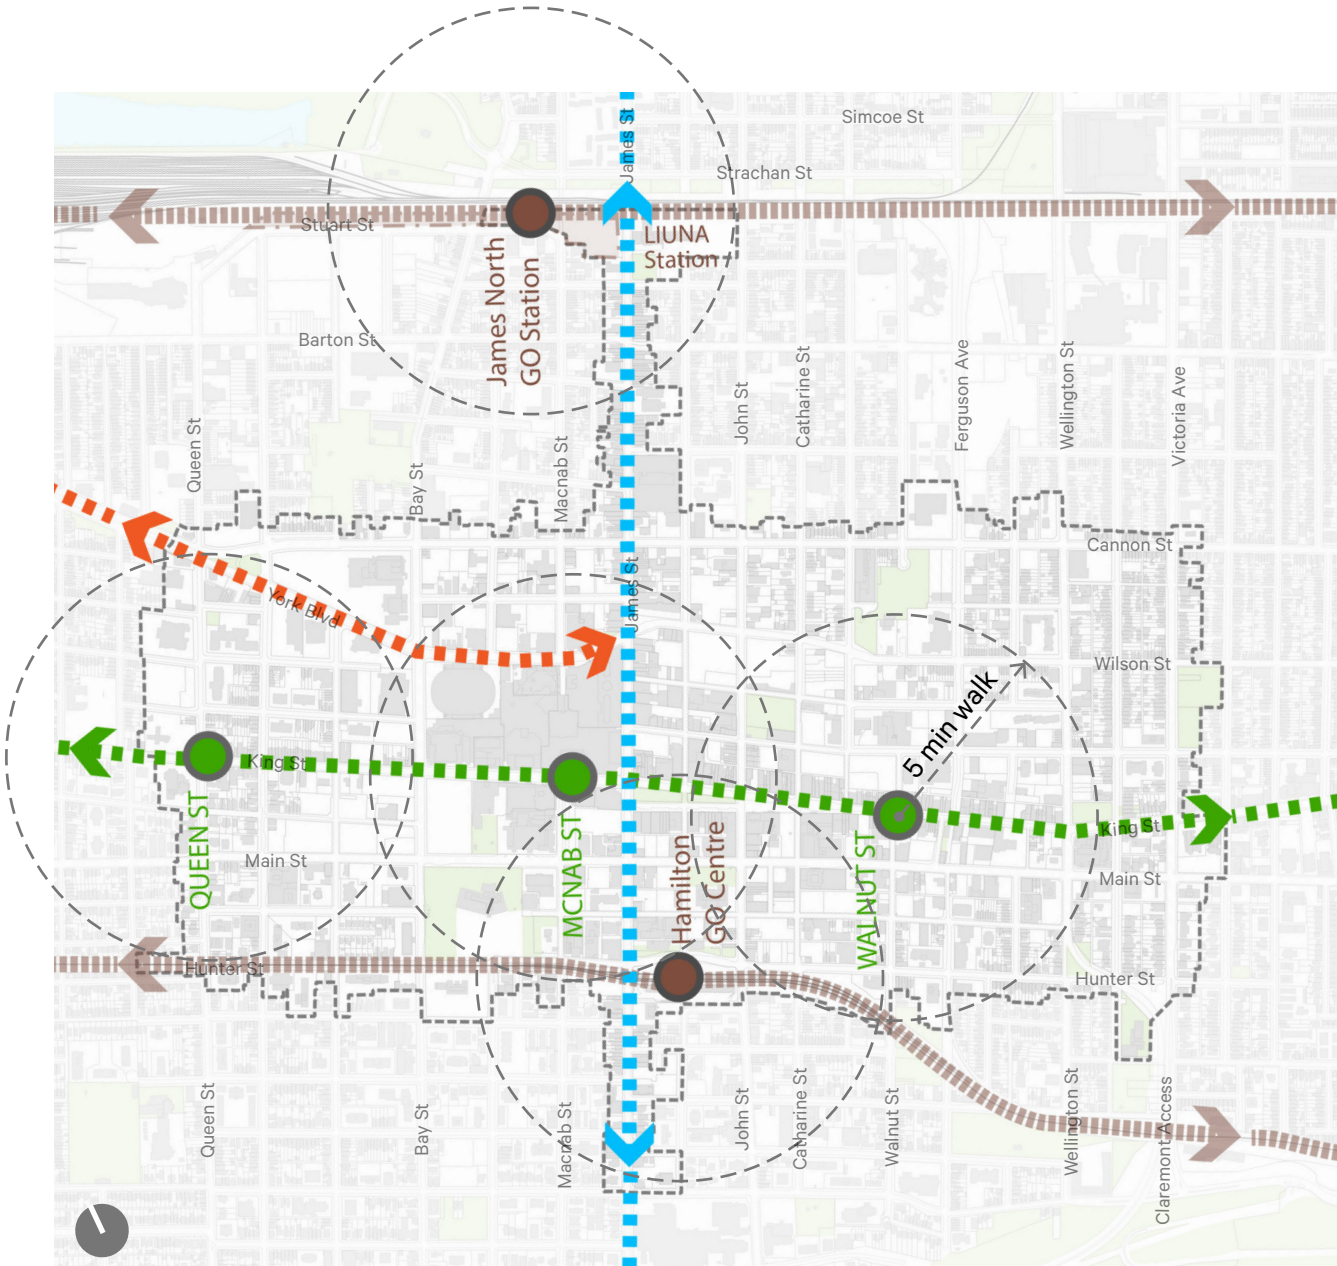 Simcoe St
James St
Strachan St
Stuart St
LIUNA
Station
James North
GO Station
Barton St
John St
Catharine St
Ferguson Ave
Wellington St
Victoria Ave
Queen St
Bay St
Macnab St
Cannon St
York Blvd
James St
Wilson St
5 min walk
King St
King St
QUEEN ST
MCNAB ST
Hamilton
GO Centre
WALNUT ST
Main St
Main St
Hunter St
Hunter St
Queen St
Bay St
Macnab St
John St
Catharine St
Walnut St
Wellington St
Claremont Access